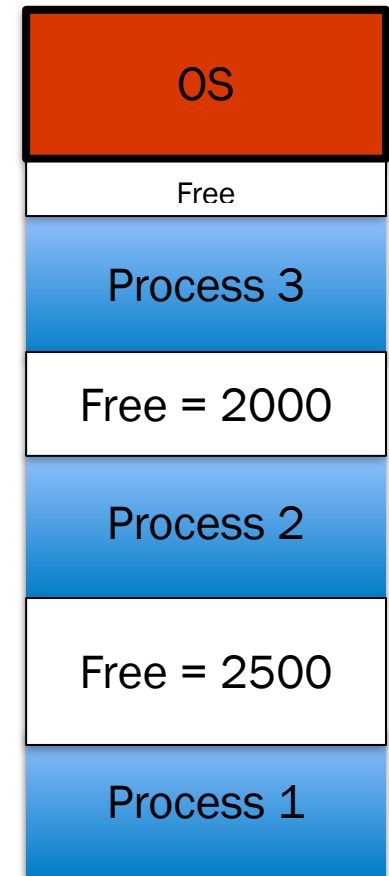 OS
Free
Process 3
Free = 2000
Process 2
Free = 2500
Process 1